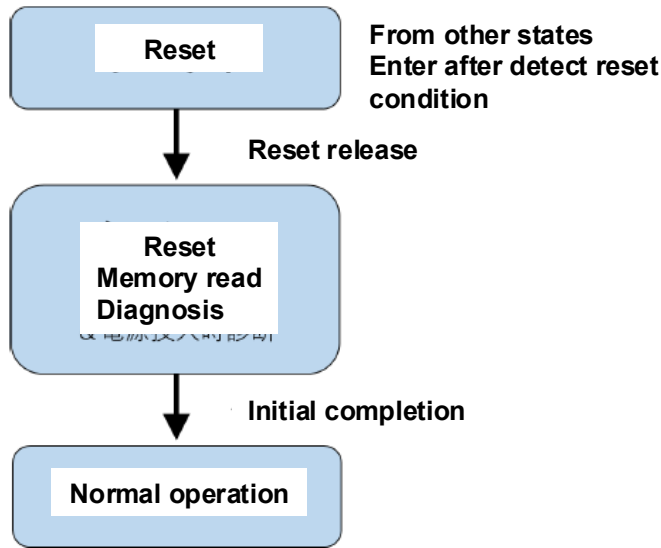 Reset
From other states
Enter after detect reset
condition
Reset release
Reset
Memory read
Diagnosis
Initial completion
Normal operation